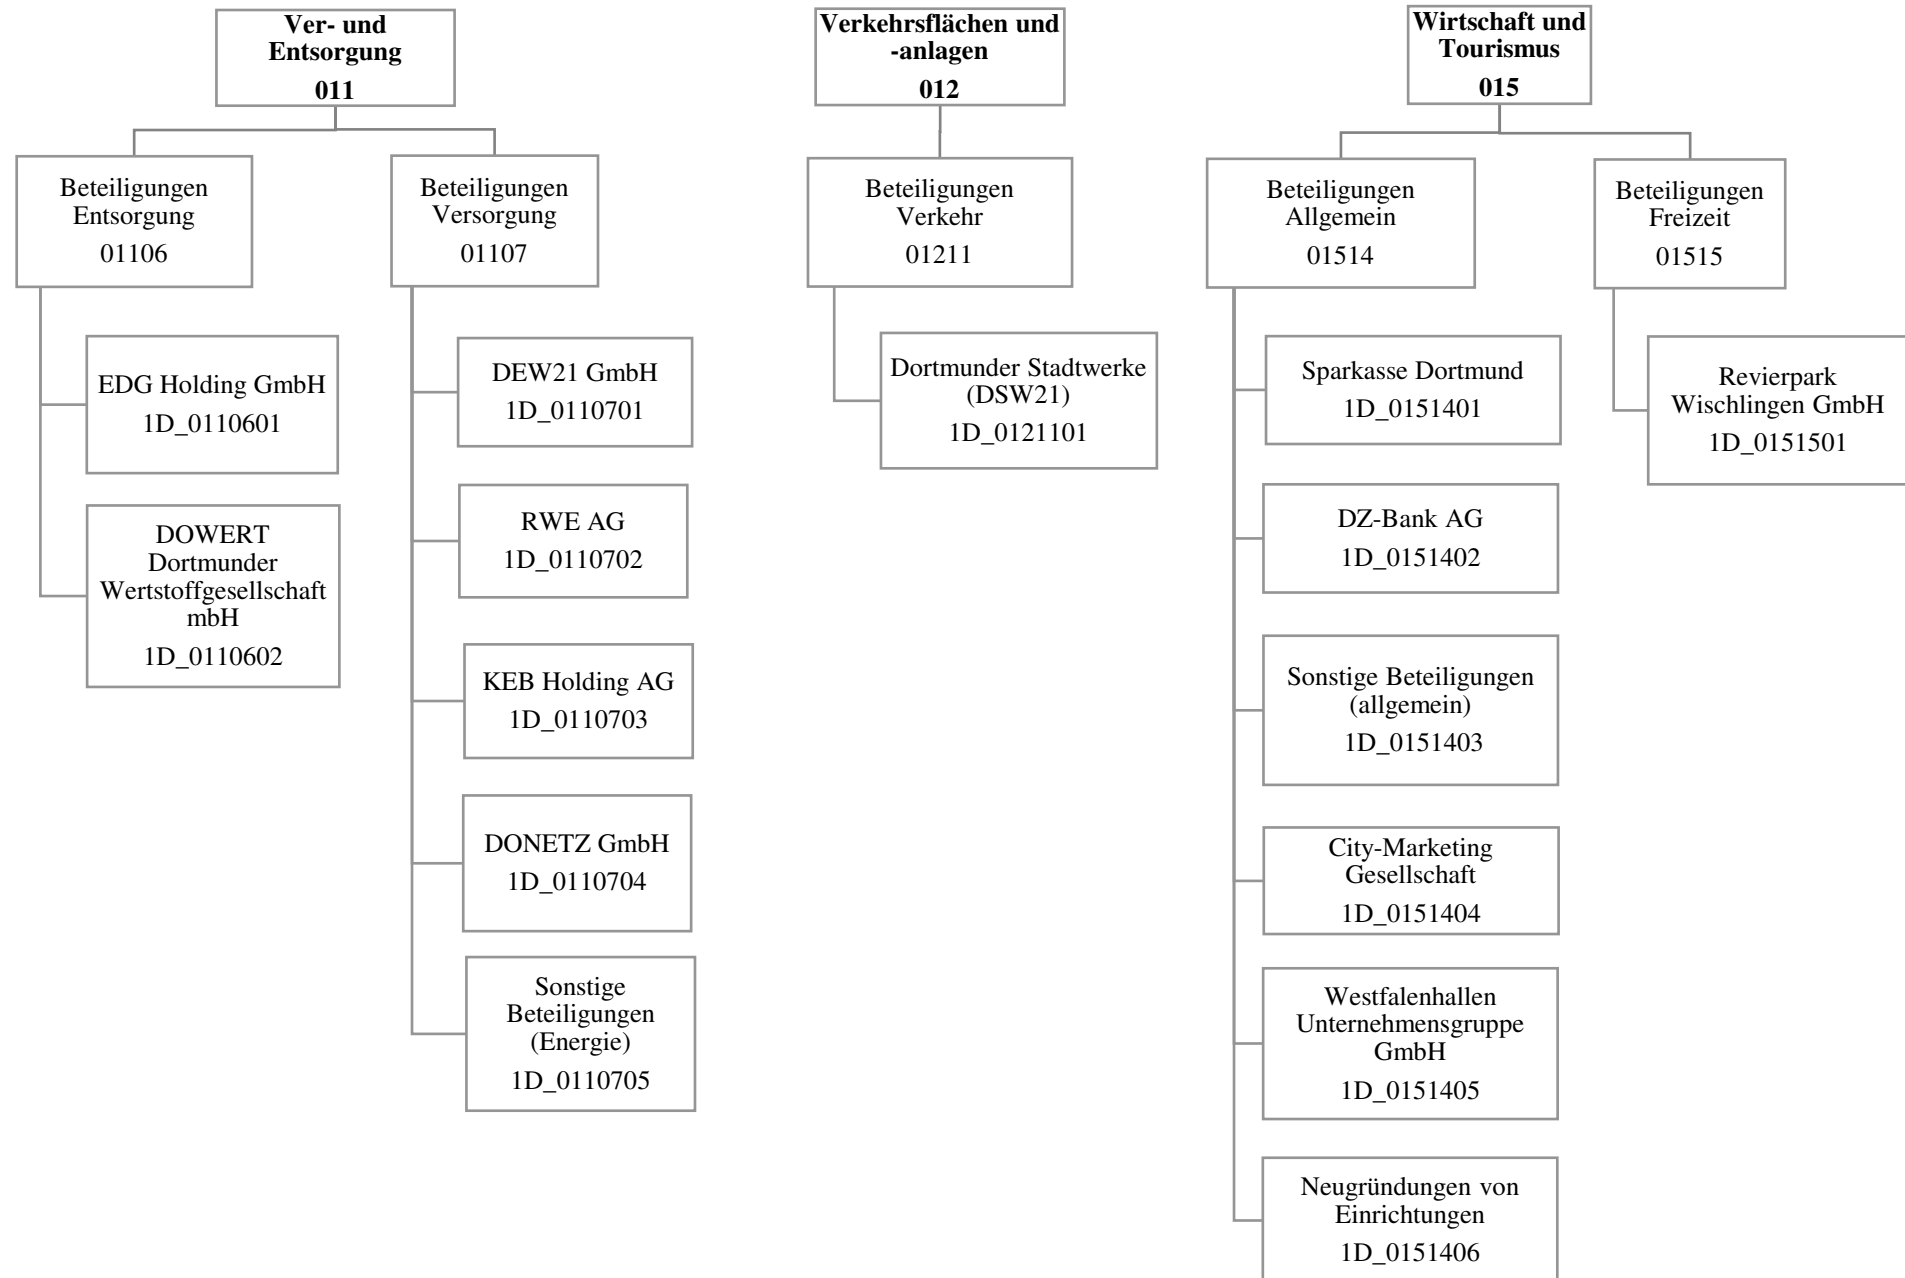 Ver- und
Entsorgung
011
Beteiligungen
Entsorgung
01106
EDG Holding GmbH
1D_0110601
DOWERT
Dortmunder
Wertstoffgesellschaft
mbH
1D_0110602
Beteiligungen
Versorgung
01107
DEW21 GmbH
1D_0110701
RWE AG
1D_0110702
KEB Holding AG
1D_0110703
DONETZ GmbH
1D_0110704
Sonstige
Beteiligungen
(Energie)
1D_0110705
Verkehrsflächen und
-anlagen
012
Beteiligungen
Verkehr
01211
Dortmunder Stadtwerke
(DSW21)
1D_0121101
Wirtschaft und
Tourismus
015
Beteiligungen
Allgemein
01514
Sparkasse Dortmund
1D_0151401
DZ-Bank AG
1D_0151402
Sonstige Beteiligungen
(allgemein)
1D_0151403
City-Marketing
Gesellschaft
1D_0151404
Westfalenhallen
Unternehmensgruppe
GmbH
1D_0151405
Neugründungen von
Einrichtungen
1D_0151406
Beteiligungen
Freizeit
01515
Revierpark
Wischlingen GmbH
1D_0151501